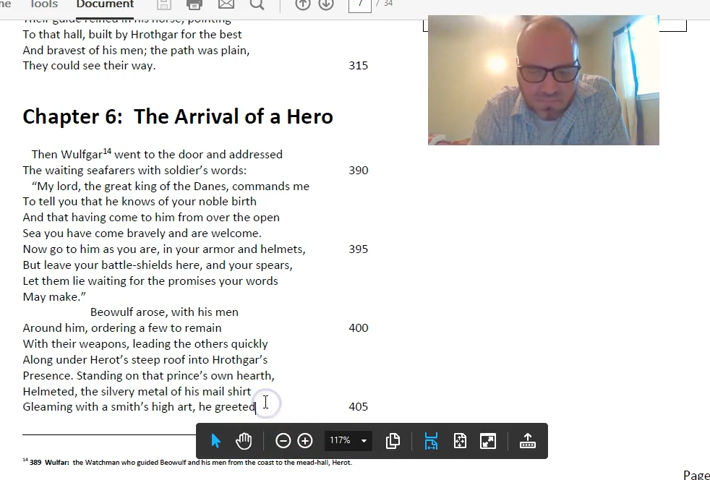 Tools Document 7 / 34
Their guide reined in his horse, pointing
To that hall, built by Hrothgar for the best
And bravest of his men; the path was plain,
They could see their way. 315
Chapter 6: The Arrival of a Hero
Then Wulfgar14 went to the door and addressed
The waiting seafarers with soldier's words: 390
"My lord, the great king of the Danes, commands me
To tell you that he knows of your noble birth
And that having come to him from over the open
Sea you have come bravely and are welcome.
Now go to him as you are, in your armor and helmets, 395
But leave your battle-shields here, and your spears,
Let them lie waiting for the promises your words
May make."
Beowulf arose, with his men
Around him, ordering a few to remain 400
With their weapons, leading the others quickly
Along under Herot's steep roof into Hrothgar's
Presence. Standing on that prince's own hearth,
Helmeted, the silvery metal of his mail shirt
Gleaming with a smith's high art, he greeted 405
117%
14 389 Wulfar: the Watchman who guided Beowulf and his men from the coast to the mead-hall, Herot.
Page